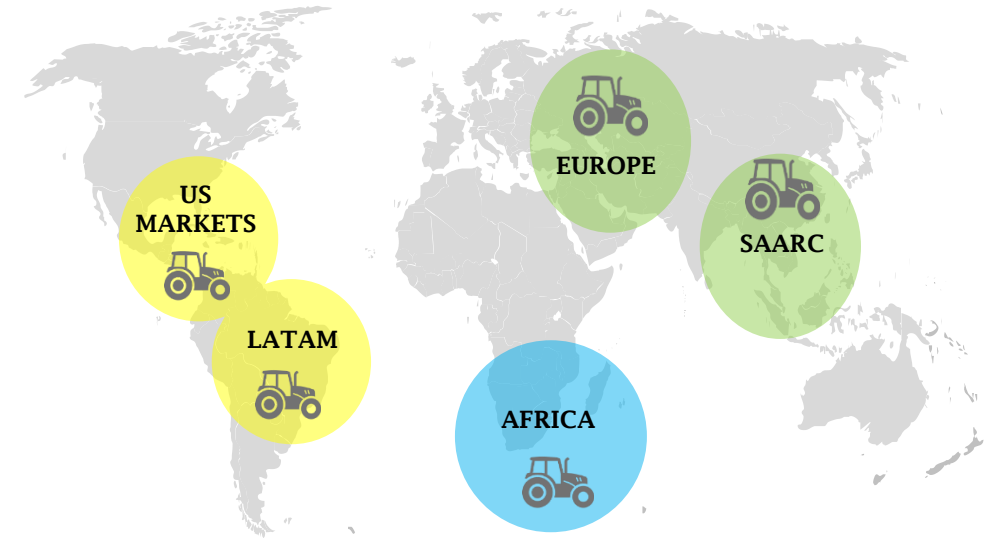 US
MARKETS
LATAM
EUROPE
SAARC
AFRICA